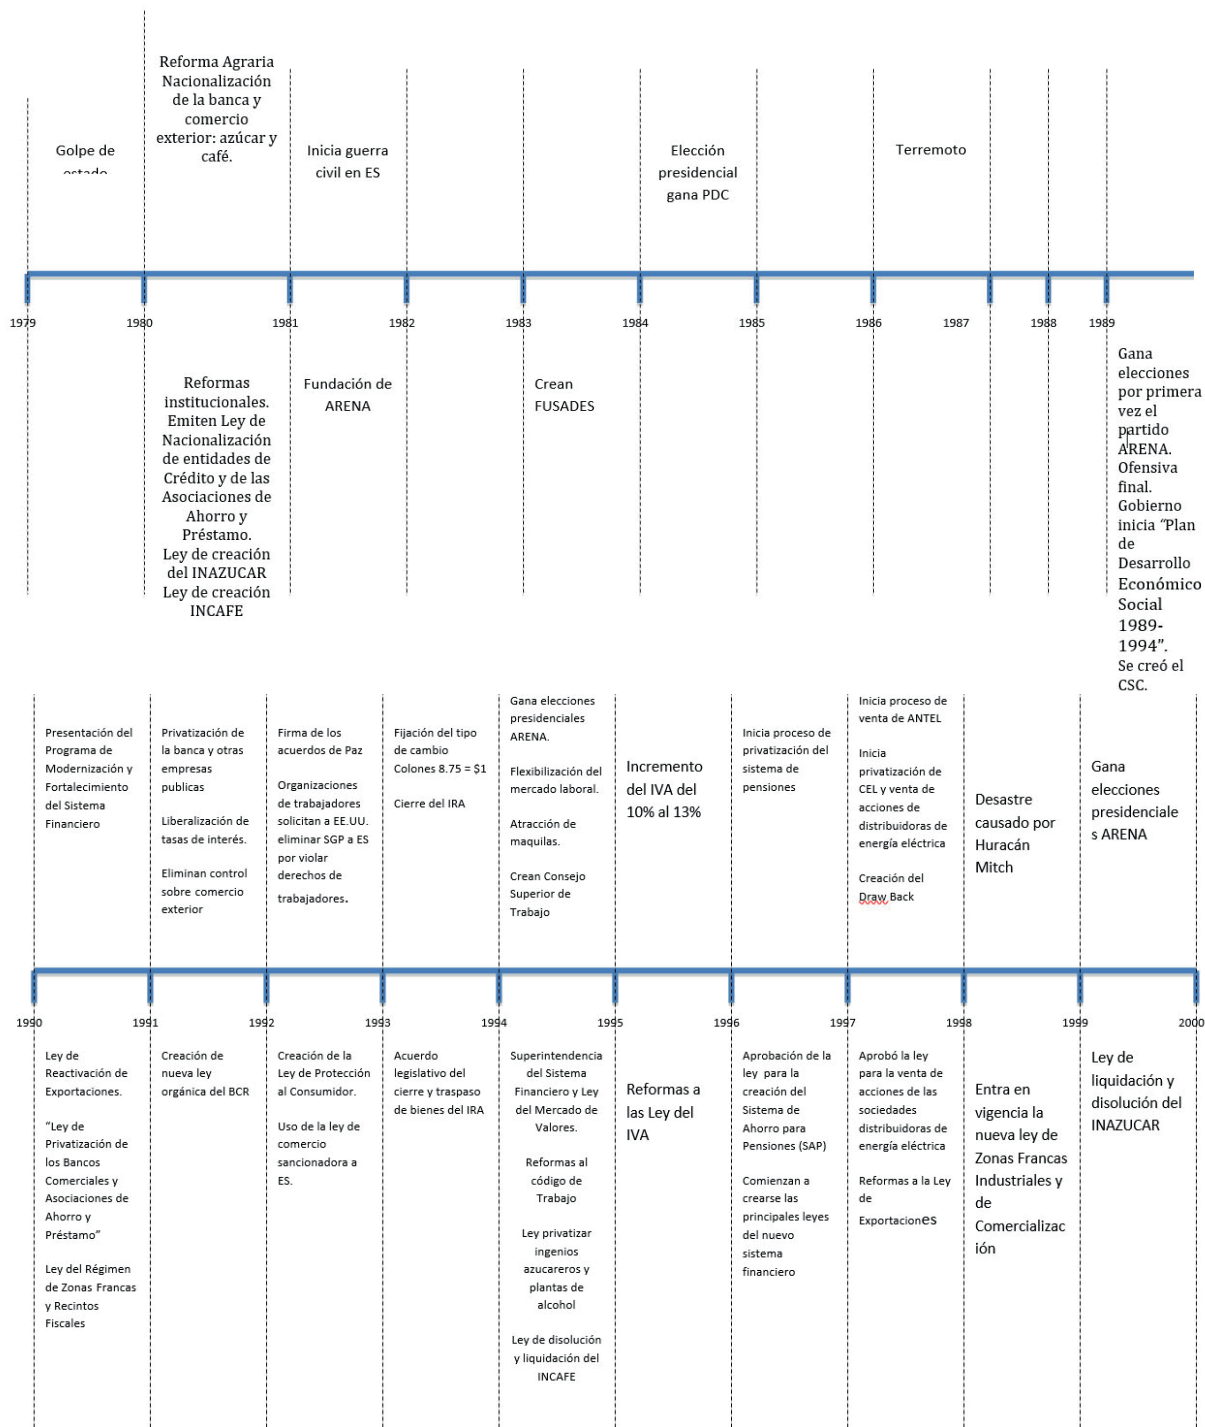 Reforma Agraria
Nacionalización
de la banca y
comercio
exterior: azúcar y
café.
Golpe de
estado
Inicia guerra
civil en ES
Elección
presidencial
gana PDC
Terremoto
1979
1980
1981
1982
1983
1984
1985
1986
1987
1988
1989
Reformas
institucionales.
Emiten Ley de
Nacionalización
de entidades de
Crédito y de las
Asociaciones de
Ahorro y
Préstamo.
Ley de creación
del INAZUCAR
Ley de creación
INCAFE
Fundación de
ARENA
Crean
FUSADES
Gana
elecciones
por primera
vez el
partido
ARENA.
Ofensiva
final.
Gobierno
inicia “Plan
de
Desarrollo
Económico
Social
1989-
1994”.
Se creó el
CSC.
Presentación del
Programa de
Modernización y
Fortalecimiento
del Sistema
Financiero
Privatización de
la banca y otras
empresas
publicas
Liberalización de
tasas de interés.
Eliminan control
sobre comercio
exterior
Firma de los
acuerdos de Paz
Organizaciones
de trabajadores
solicitan a EE.UU.
eliminar SGP a ES
por violar
derechos de
trabajadores.
Fijación del tipo
de cambio
Colones 8.75 = $1
Cierre del IRA
Gana elecciones
presidenciales
ARENA.
Flexibilización del
mercado laboral.
Atracción de
maquilas.
Crean Consejo
Superior de
Trabajo
Incremento
del IVA del
10% al 13%
Inicia proceso de
privatización del
sistema de
pensiones
Inicia proceso de
venta de ANTEL
Inicia
privatización de
CEL y venta de
acciones de
distribuidoras de
energía eléctrica
Creación del
Draw Back
Desastre
causado por
Huracán
Mitch
Gana
elecciones
presidenciale
s ARENA
1990
1991
1992
1993
1994
1995
1996
1997
1998
1999
2000
Ley de
Reactivación de
Exportaciones.
“Ley de
Privatización de
los Bancos
Comerciales y
Asociaciones de
Ahorro y
Préstamo”
Ley del Régimen
de Zonas Francas
y Recintos
Fiscales
Creación de
nueva ley
orgánica del BCR
Creación de la
Ley de Protección
al Consumidor.
Uso de la ley de
comercio
sancionadora a
ES.
Acuerdo
legislativo del
cierre y traspaso
de bienes del IRA
Superintendencia
del Sistema
Financiero y Ley
del Mercado de
Valores.
Reformas al
código de
Trabajo
Ley privatizar
ingenios
azucareros y
plantas de
alcohol
Ley de disolución
y liquidación del
INCAFE
Reformas a
las Ley del
IVA
Aprobación de la
ley para la
creación del
Sistema de
Ahorro para
Pensiones (SAP)
Comienzan a
crearse las
principales leyes
del nuevo
sistema
financiero
Aprobó la ley
para la venta de
acciones de las
sociedades
distribuidoras de
energía eléctrica
Reformas a la Ley
de
Exportaciones
Entra en
vigencia la
nueva ley de
Zonas Francas
Industriales y
de
Comercializac
ión
Ley de
liquidación y
disolución del
INAZUCAR